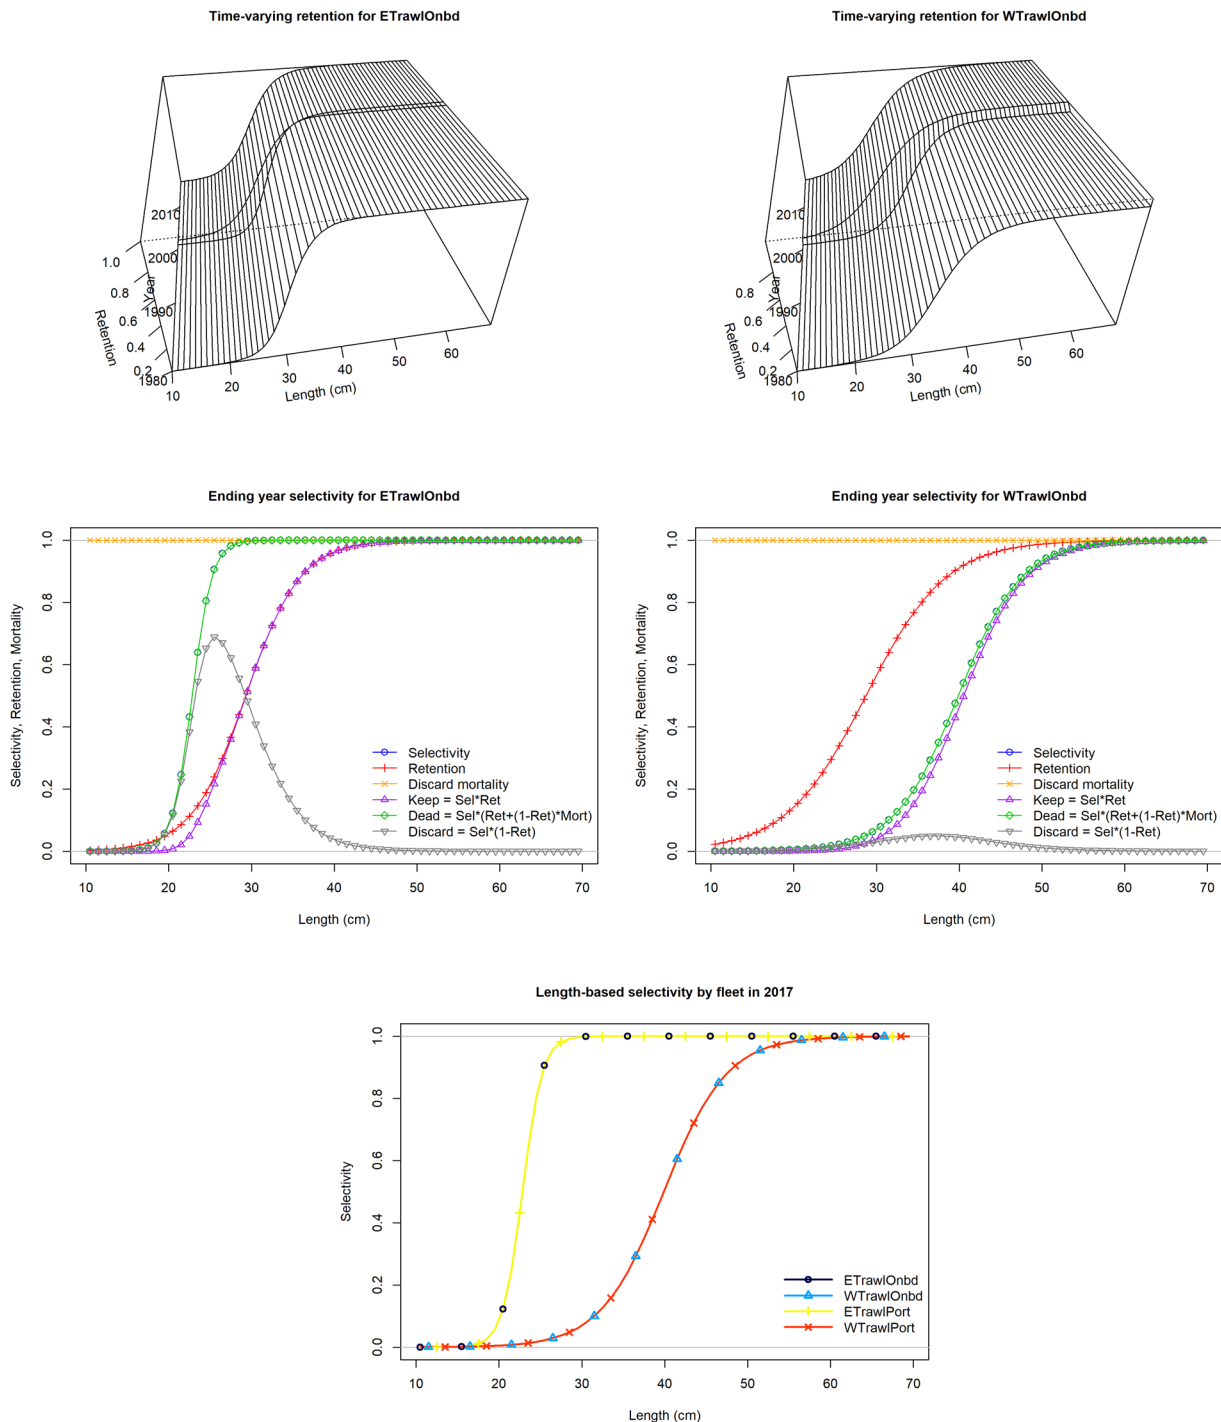 Time-varying retention for ETrawlOnbd
Time-varying retention for WTrawlOnbd
1.0
0.8
0.6
0.4
0.2
Retention
2010
2000
1990
1980
Year
10
20
30
40
50
60
Length (cm)
0.8
0.6
0.4
0.2
Retention
2010
2000
1990
1980
Year
10
20
30
40
50
60
Length (cm)
Ending year selectivity for ETrawlOnbd
Selectivity, Retention, Mortality
1.0
0.8
0.6
0.4
0.2
0.0
Selectivity
Retention
Discard mortality
Keep = Sel*Ret
Dead = Sel*(Ret+(1-Ret)*Mort)
Discard = Sel*(1-Ret)
10 20 30 40 50 60 70
Length (cm)
Ending year selectivity for WTrawlOnbd
Selectivity, Retention, Mortality
1.0
0.8
0.6
0.4
0.2
0.0
Selectivity
Retention
Discard mortality
Keep = Sel*Ret
Dead = Sel*(Ret+(1-Ret)*Mort)
Discard = Sel*(1-Ret)
10 20 30 40 50 60 70
Length (cm)
Length-based selectivity by fleet in 2017
Selectivity
1.0
0.8
0.6
0.4
0.2
0.0
ETrawlOnbd
WTrawlOnbd
ETrawlPort
WTrawlPort
10 20 30 40 50 60 70
Length (cm)